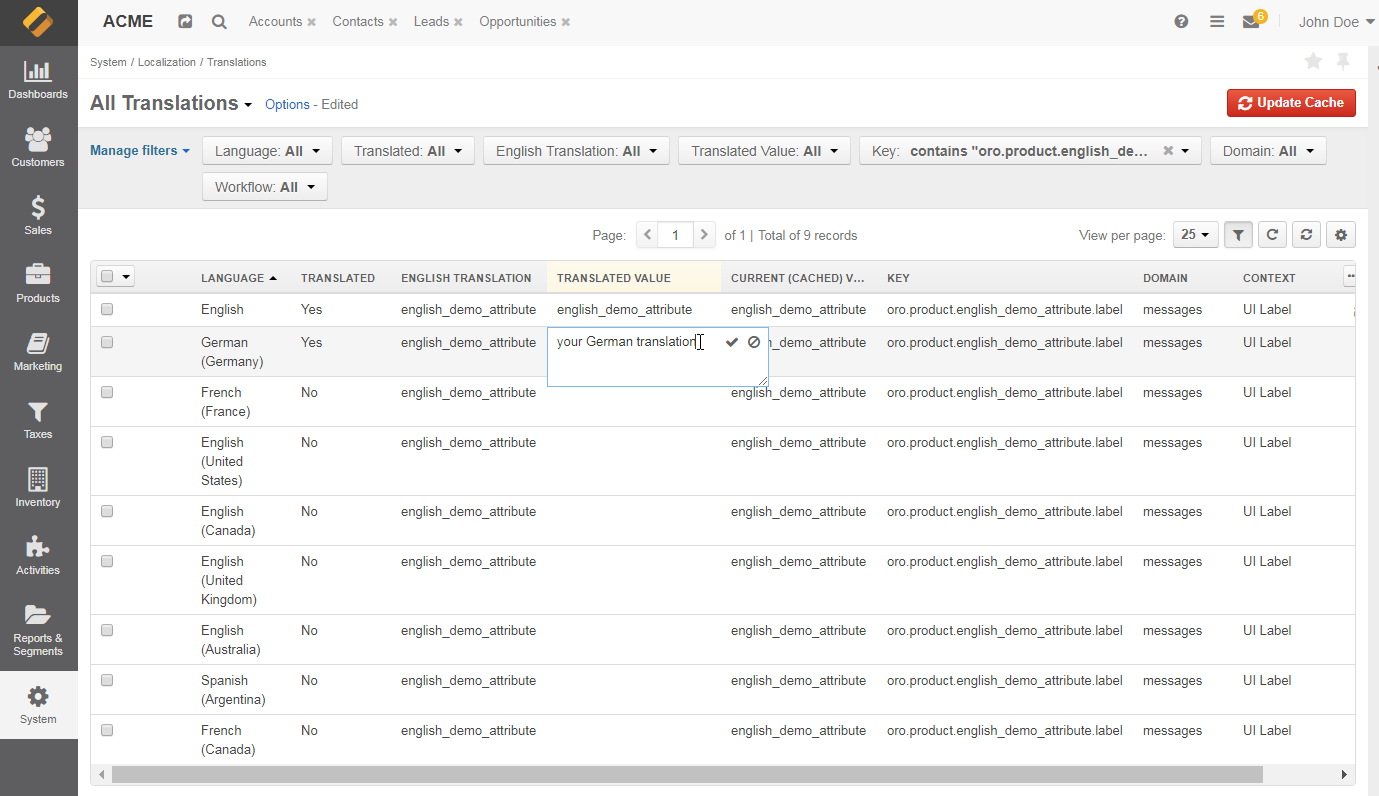 ACME Accounts Contacts Leads Opportunities 6 John Doe
System / Localization / Translations
All Translations Options - Edited Update Cache
Manage filters Language: All Translated: All English Translation: All Translated Value: All Key: contains "oro.product.english_de... Domain: All
Workflow: All
Page: 1 of 1 | Total of 9 records View per page: 25
LANGUAGE TRANSLATED ENGLISH TRANSLATION TRANSLATED VALUE CURRENT (CACHED) V... KEY DOMAIN CONTEXT
English Yes english_demo_attribute english_demo_attribute english_demo_attribute oro.product.english_demo_attribute.label messages UI Label
German Yes english_demo_attribute your German translation h_demo_attribute oro.product.english_demo_attribute.label messages UI Label
(Germany)
French No english_demo_attribute english_demo_attribute oro.product.english_demo_attribute.label messages UI Label
(France)
English No english_demo_attribute english_demo_attribute oro.product.english_demo_attribute.label messages UI Label
(United
States)
English No english_demo_attribute english_demo_attribute oro.product.english_demo_attribute.label messages UI Label
(Canada)
English No english_demo_attribute english_demo_attribute oro.product.english_demo_attribute.label messages UI Label
(United
Kingdom)
English No english_demo_attribute english_demo_attribute oro.product.english_demo_attribute.label messages UI Label
(Australia)
Spanish No english_demo_attribute english_demo_attribute oro.product.english_demo_attribute.label messages UI Label
(Argentina)
French No english_demo_attribute english_demo_attribute oro.product.english_demo_attribute.label messages UI Label
(Canada)
Dashboards
Customers
Sales
Products
Marketing
Taxes
Inventory
Activities
Reports &
Segments
System